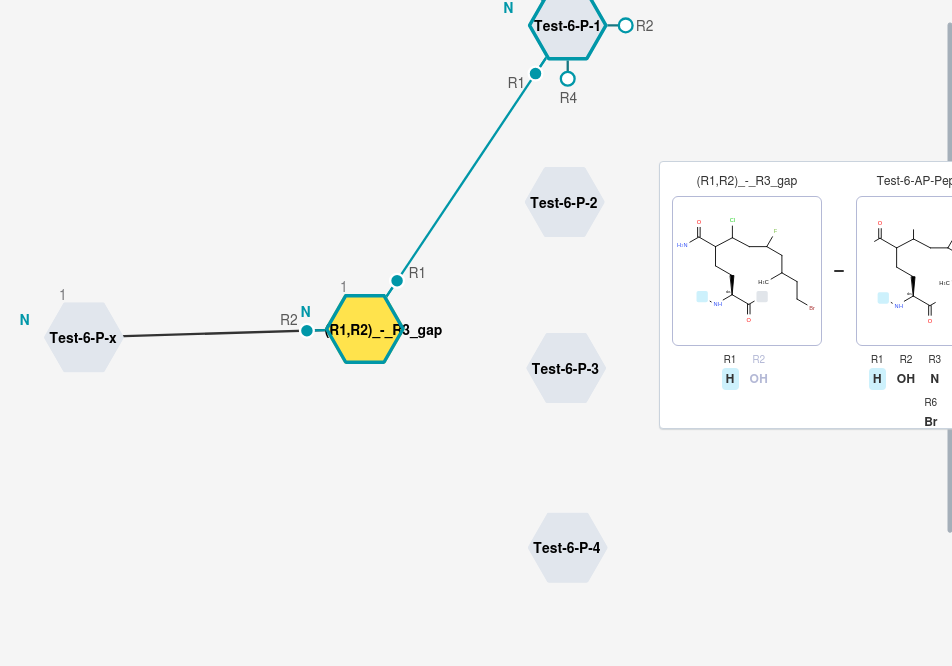 N
Test-6-P-1
R2
R1
R4
Test-6-P-2
(R1,R2)_-_R3_gap
Test-6-AP-Pep
Cl
F
O
H₂N
H₃C
NH
O
Br
O
H₃C
NH
O
R1
R2
H
OH
R1
R2
R3
H
OH
N
R6
Br
1
N
Test-6-P-x
R2
N
1
R1
(R1,R2)_-_R3_gap
Test-6-P-3
Test-6-P-4